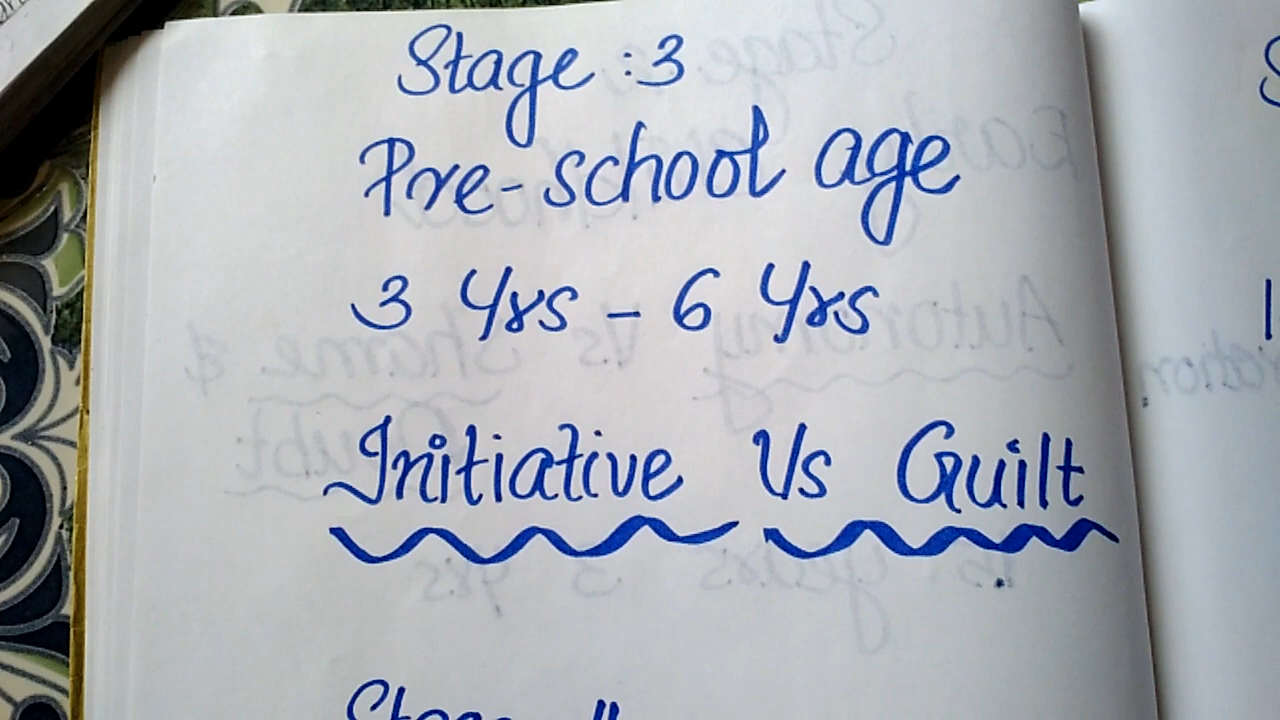 Stage :3
Pre-school age
3 Yrs - 6 Yrs
Initiative Vs Guilt